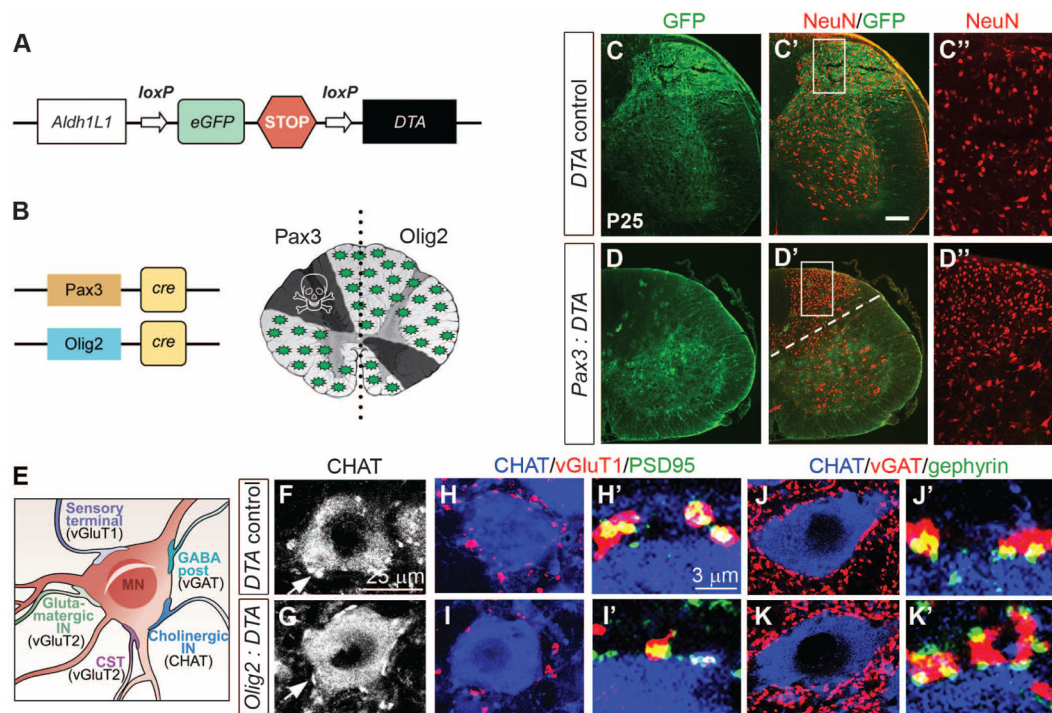 A
Aldh1L1
loxP
eGFP
STOP
loxP
DTA
B
Pax3
cre
Olig2
cre
Pax3
Olig2
GFP
NeuN/GFP
NeuN
DTA control
C
P25
C'
C''
Pax3 : DTA
D
D'
D''
E
Sensory
terminal
(vGluT1)
GABA
post
(vGAT)
MN
Gluta-
matergic IN
(vGluT2)
Cholinergic
IN
(CHAT)
CST
(vGluT2)
CHAT
CHAT/vGluT1/PSD95
CHAT/vGAT/gephyrin
DTA control
F
25 μm
H
H'
3 μm
J
J'
Olig2 : DTA
G
I
I'
K
K'